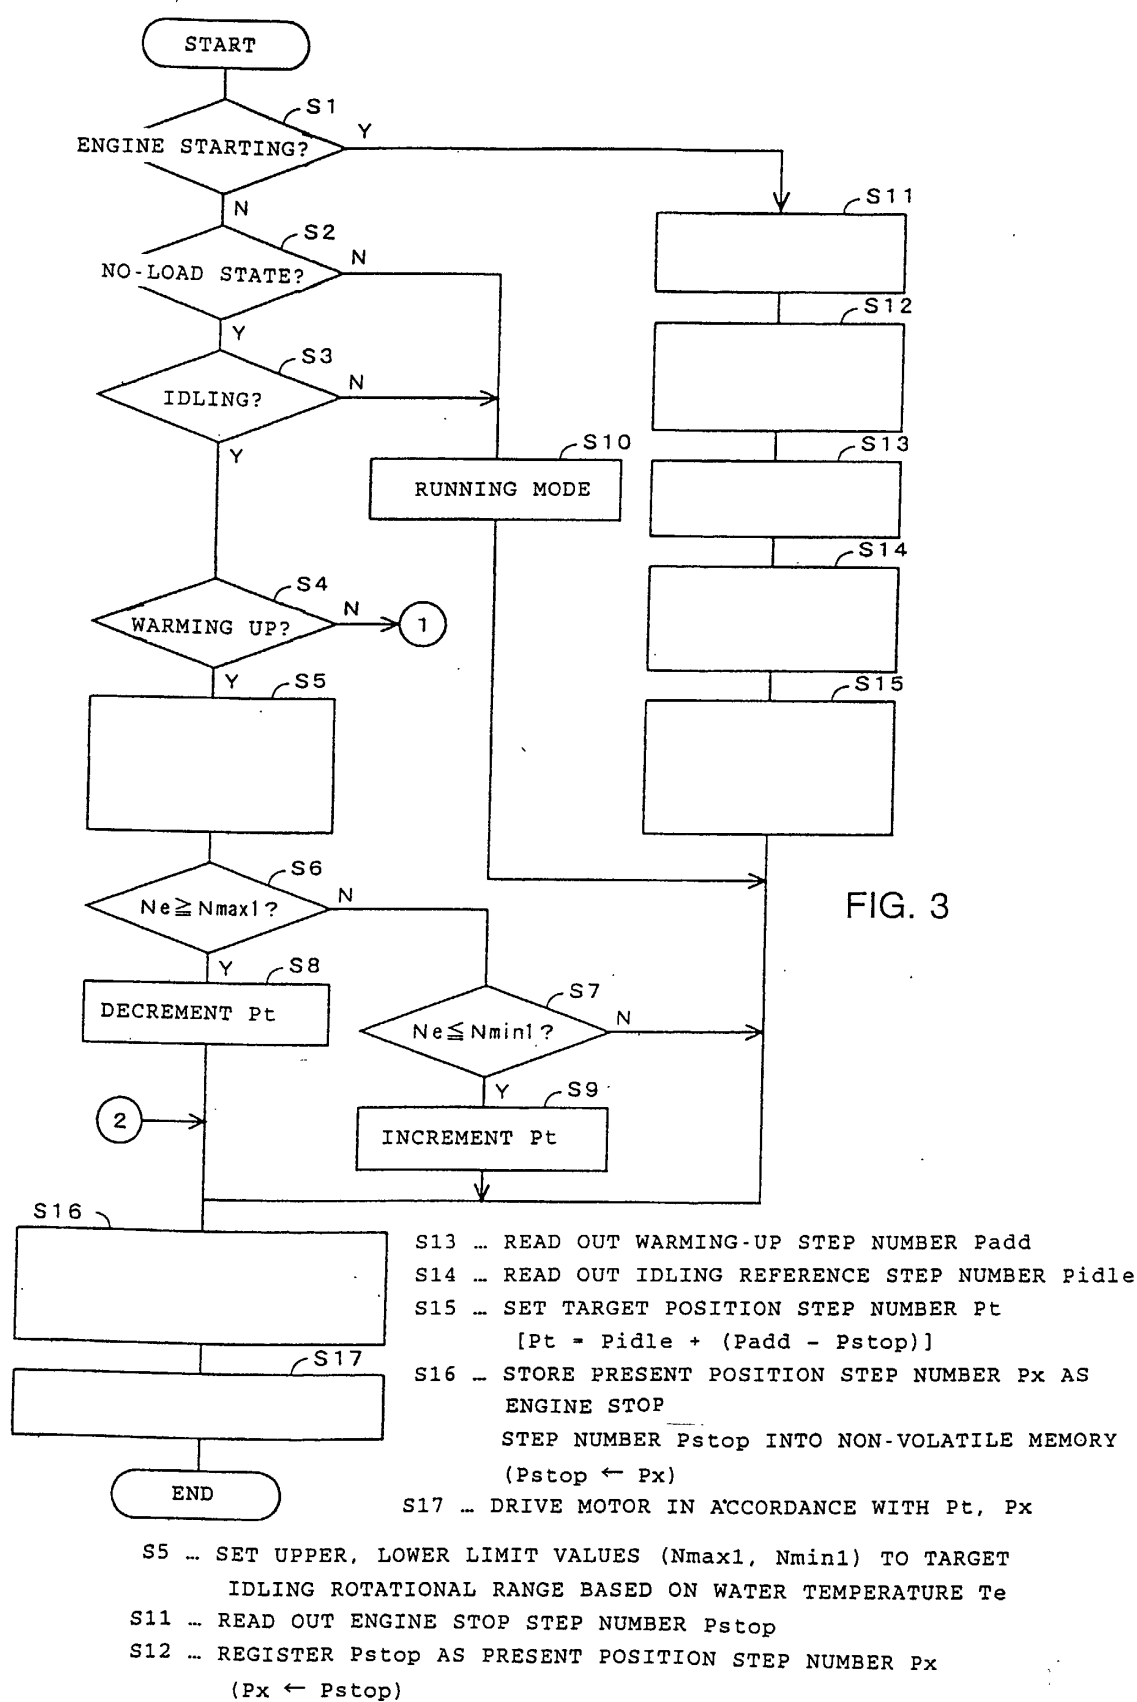 START
S1
Y
ENGINE STARTING?
N
S11
S2
N
NO-LOAD STATE?
Y
S12
S3
N
IDLING?
Y
S10
S13
RUNNING MODE
S14
S4
N
WARMING UP?
1
Y
S5
S15
S6
N
Ne≧Nmax1?
FIG. 3
Y
S8
DECREMENT Pt
S7
N
Ne≦Nmin1?
Y
S9
2
INCREMENT Pt
S16
S17
END
S13 … READ OUT WARMING-UP STEP NUMBER Padd
S14 … READ OUT IDLING REFERENCE STEP NUMBER Pidle
S15 … SET TARGET POSITION STEP NUMBER Pt
[Pt = Pidle + (Padd – Pstop)]
S16 … STORE PRESENT POSITION STEP NUMBER Px AS
ENGINE STOP
STEP NUMBER Pstop INTO NON-VOLATILE MEMORY
(Pstop ← Px)
S17 … DRIVE MOTOR IN ACCORDANCE WITH Pt, Px
S5 … SET UPPER, LOWER LIMIT VALUES (Nmax1, Nmin1) TO TARGET
IDLING ROTATIONAL RANGE BASED ON WATER TEMPERATURE Te
S11 … READ OUT ENGINE STOP STEP NUMBER Pstop
S12 … REGISTER Pstop AS PRESENT POSITION STEP NUMBER Px
(Px ← Pstop)